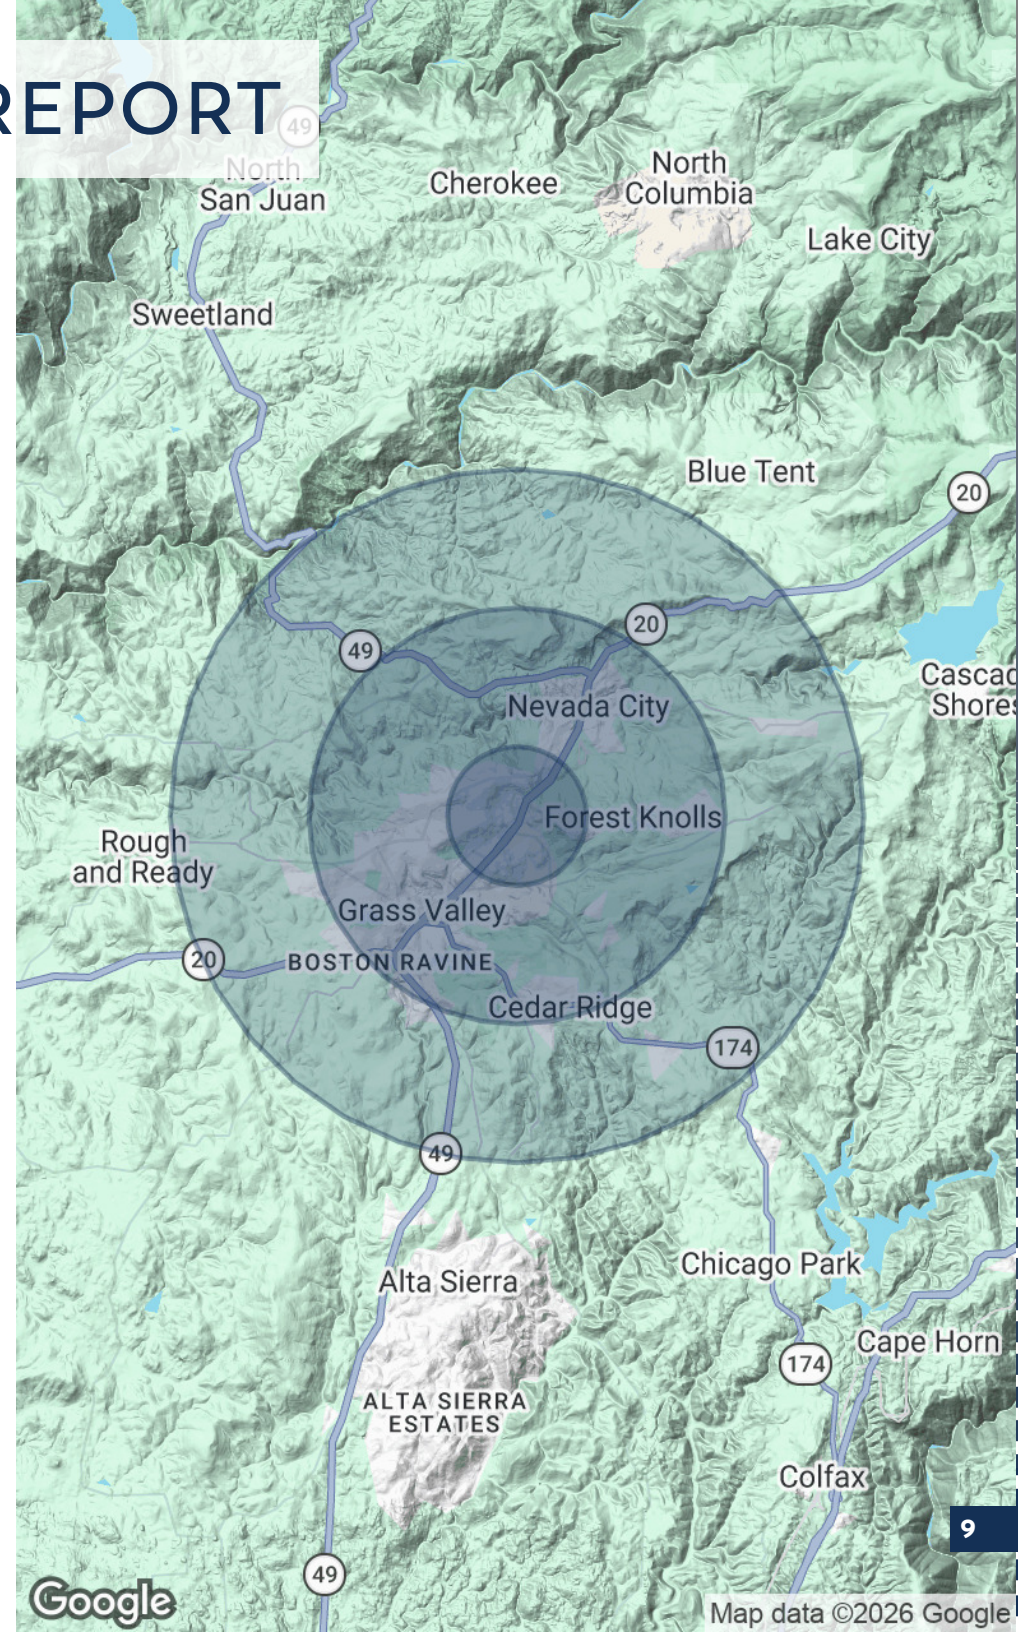 REPORT
49
North
San Juan
Cherokee
North
Columbia
Lake City
Sweetland
Blue Tent
20
20
49
Cascad
Shores
Nevada City
Forest Knolls
Rough
and Ready
Grass Valley
20
BOSTON RAVINE
Cedar Ridge
174
49
Chicago Park
Alta Sierra
Cape Horn
174
ALTA SIERRA
ESTATES
Colfax
9
49
Google
Map data ©2026 Google